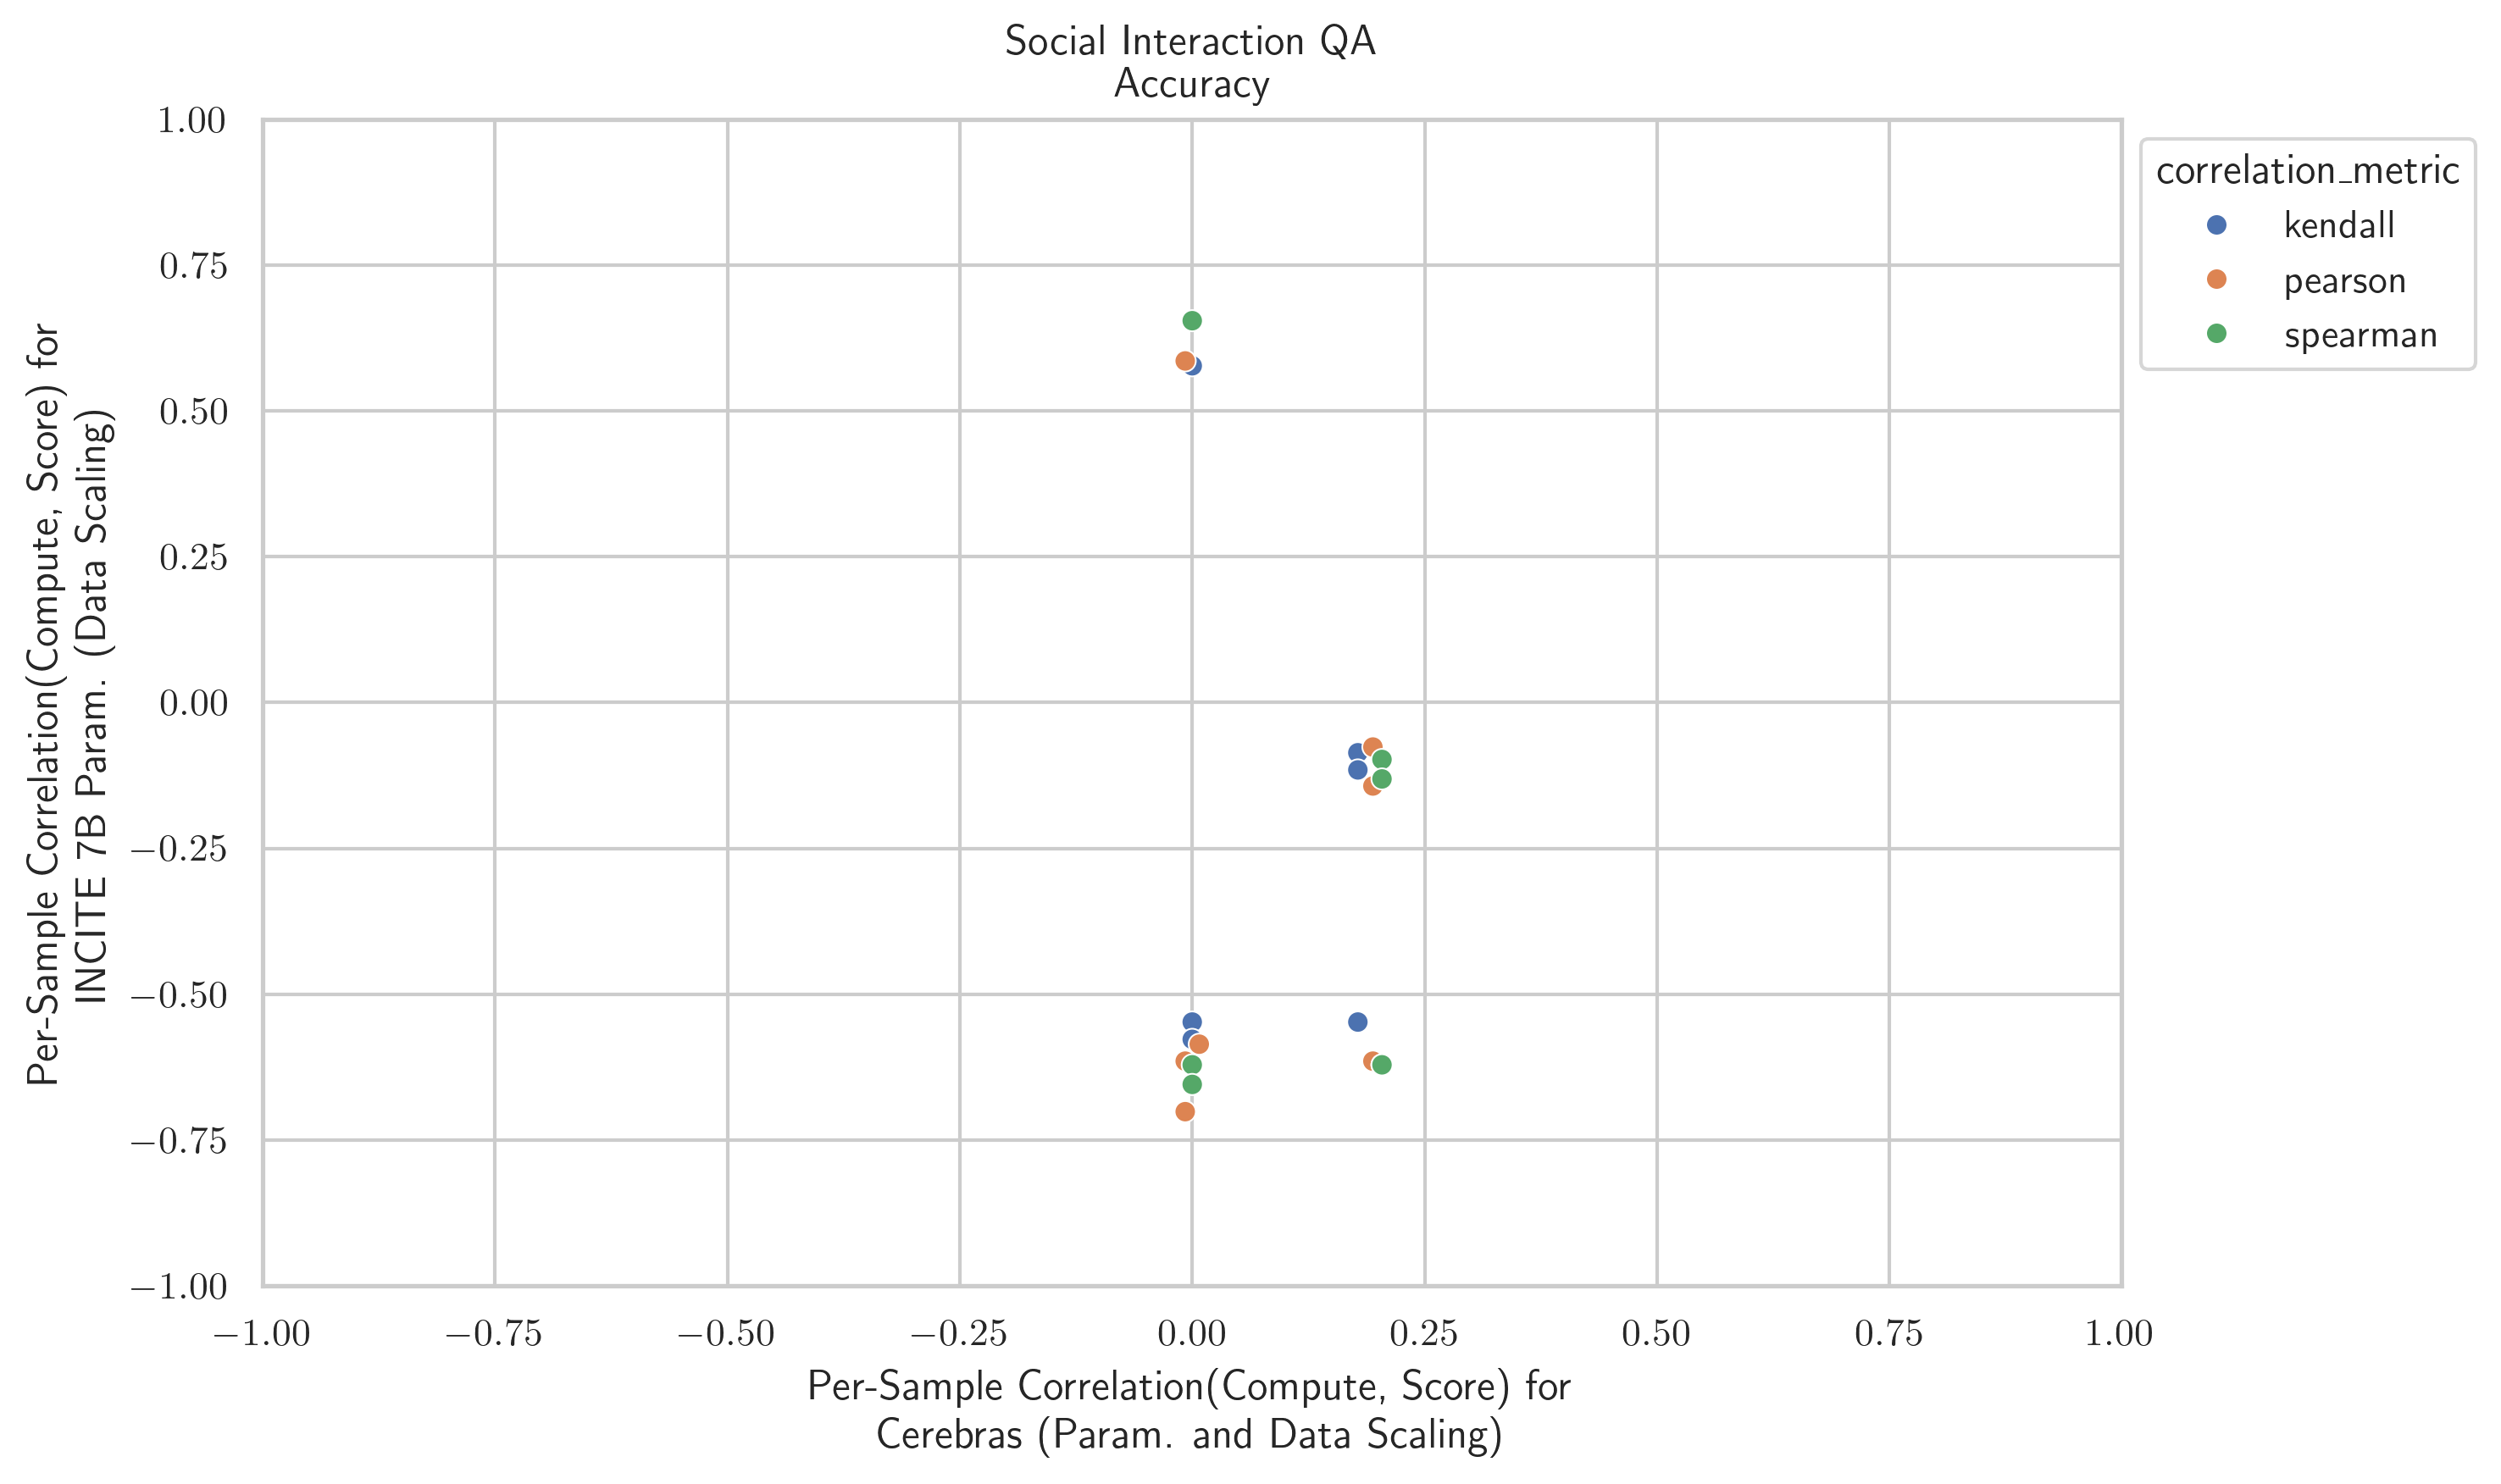 Social Interaction QA
Accuracy
1.00
0.75
0.50
0.25
0.00
−0.25
−0.50
−0.75
−1.00
Per-Sample Correlation(Compute, Score) for
INCITE 7B Param. (Data Scaling)
correlation_metric
kendall
pearson
spearman
−1.00 −0.75 −0.50 −0.25 0.00 0.25 0.50 0.75 1.00
Per-Sample Correlation(Compute, Score) for
Cerebras (Param. and Data Scaling)